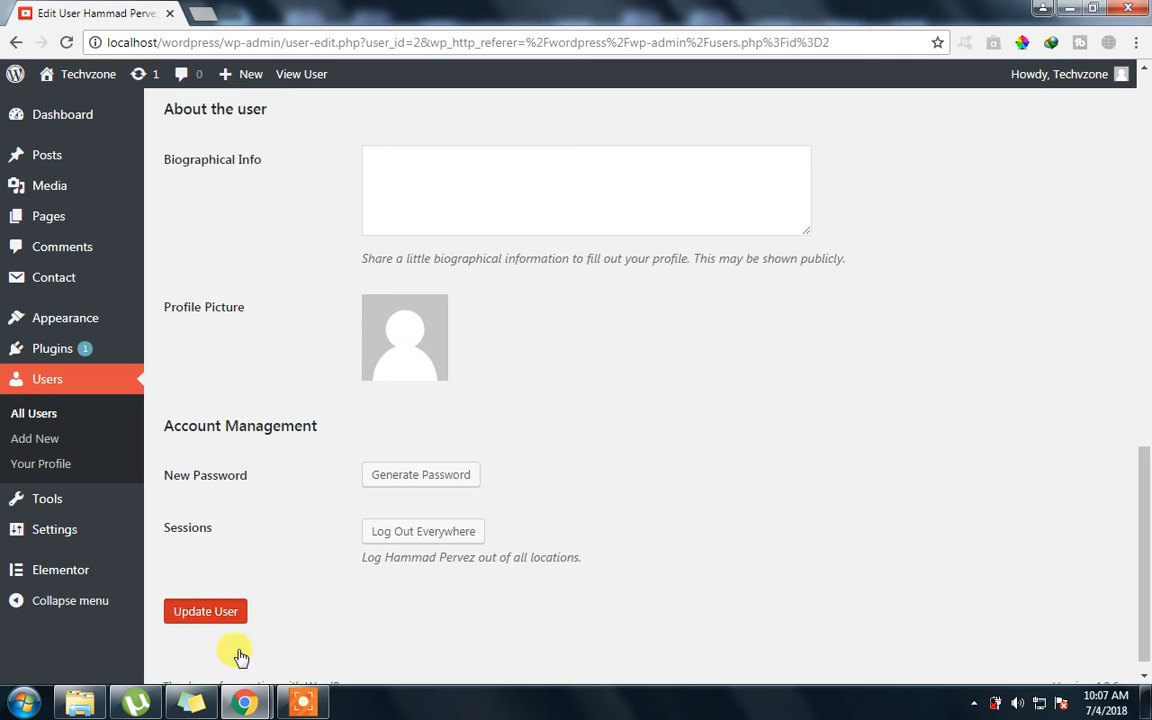 Edit User Hammad Perve
localhost/wordpress/wp-admin/user-edit.php?user_id=2&wp_http_referer=%2Fwordpress%2Fwp-admin%2Fusers.php%3Fid%3D2
Techvzone 1 0 New View User Howdy, Techvzone
Dashboard
Posts
Media
Pages
Comments
Contact
Appearance
Plugins 1
Users
All Users
Add New
Your Profile
Tools
Settings
Elementor
Collapse menu
About the user
Biographical Info
Share a little biographical information to fill out your profile. This may be shown publicly.
Profile Picture
Account Management
New Password Generate Password
Sessions Log Out Everywhere
Log Hammad Pervez out of all locations.
Update User
10:07 AM
7/4/2018